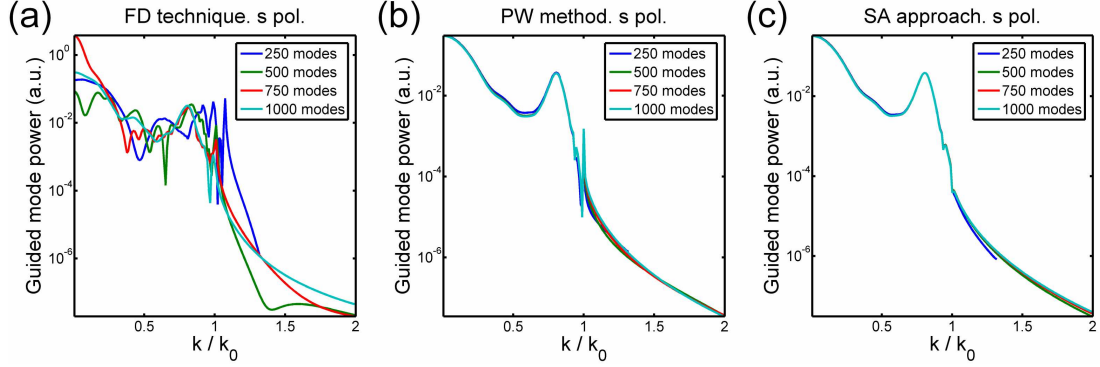 (a) FD technique. s pol.
Guided mode power (a.u.)
10^0
10^-2
10^-4
10^-6
250 modes
500 modes
750 modes
1000 modes
0.5 1 1.5 2
k / k_0
(b) PW method. s pol.
Guided mode power (a.u.)
10^-2
10^-4
10^-6
250 modes
500 modes
750 modes
1000 modes
0.5 1 1.5 2
k / k_0
(c) SA approach. s pol.
Guided mode power (a.u.)
10^-2
10^-4
10^-6
250 modes
500 modes
750 modes
1000 modes
0.5 1 1.5 2
k / k_0